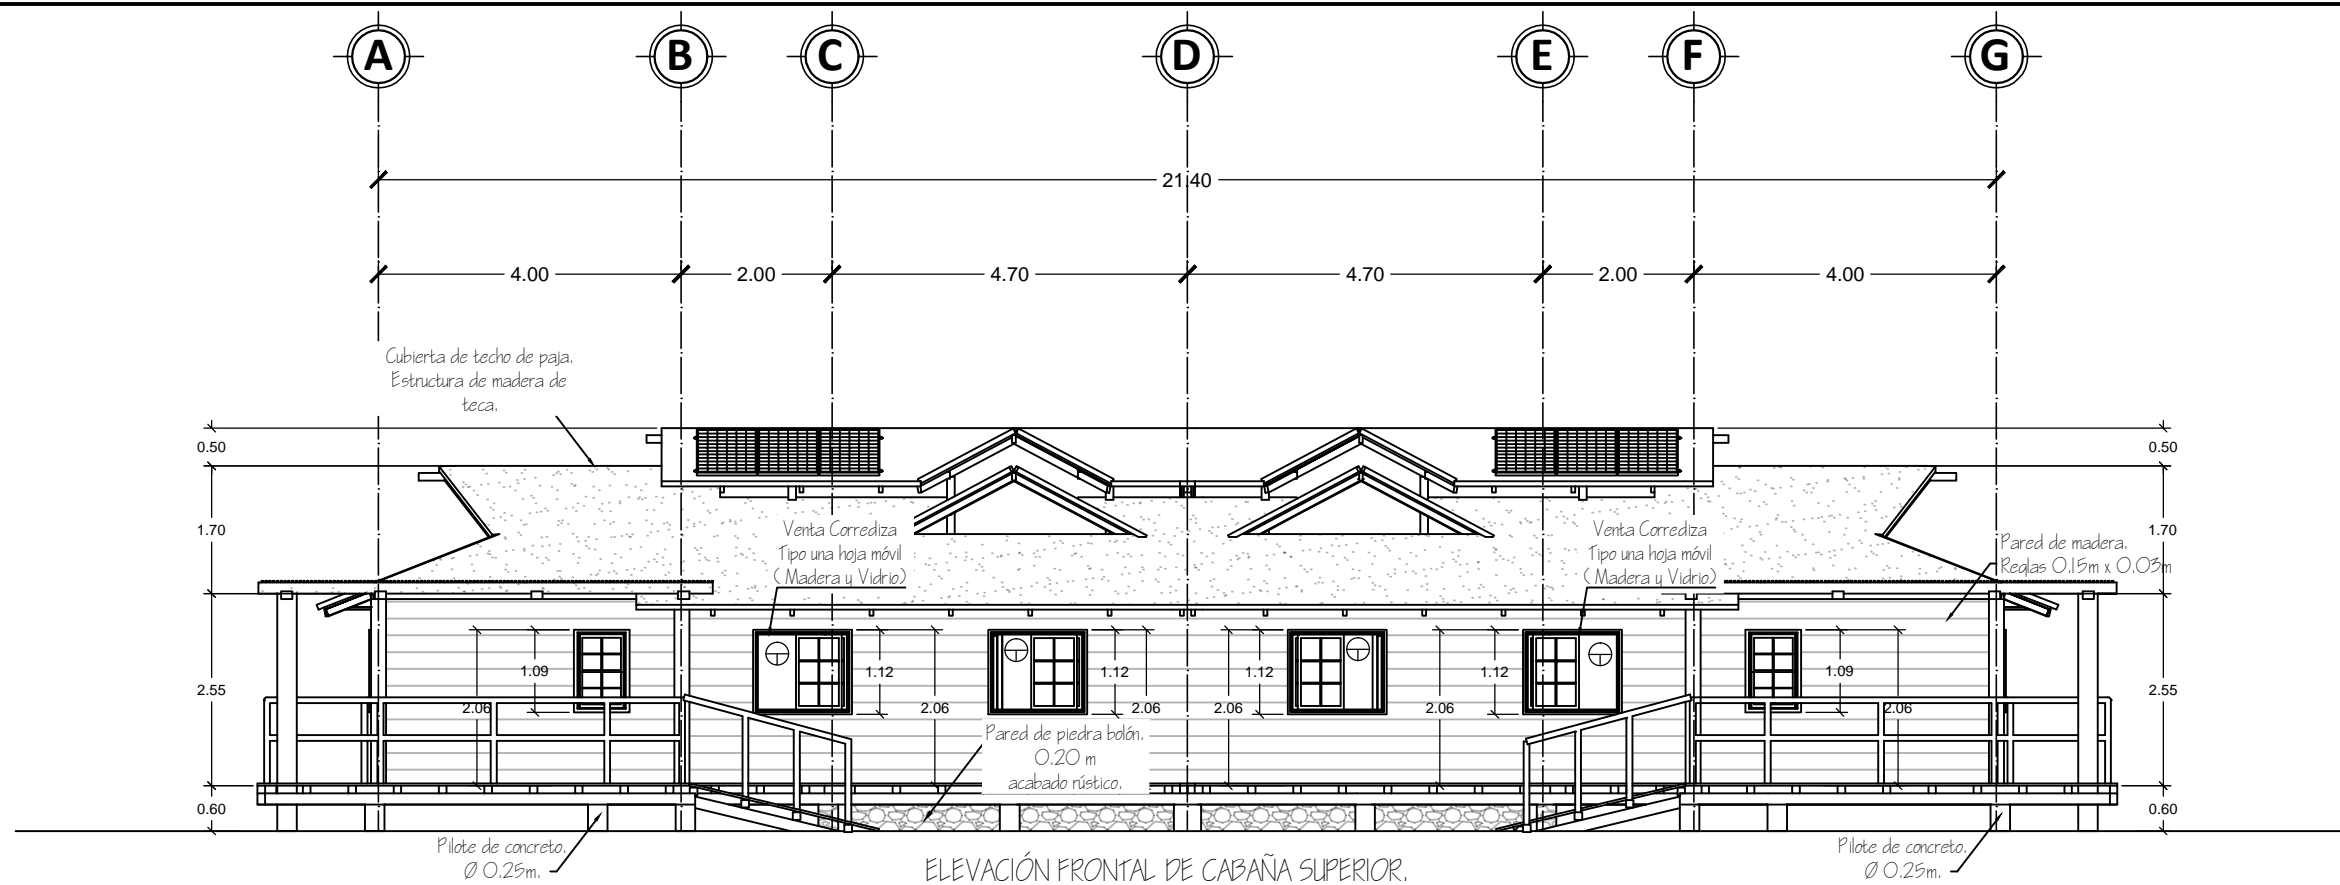 A B C D E F G
21.40
4.00 2.00 4.70 4.70 2.00 4.00
Cubierta de techo de paja.
Estructura de madera de
teca.
0.50 0.50
1.70 1.70
Venta Corrediza
Tipo una hoja móvil
( Madera y Vidrio)
Venta Corrediza
Tipo una hoja móvil
( Madera y Vidrio)
Pared de madera.
Reglas 0.15m x 0.03m
1.09 1.12 1.12 1.12 1.12 1.09
2.55 2.55
2.06 2.06 2.06 2.06 2.06 2.06
Pared de piedra bolón.
0.20 m
acabado rústico.
0.60 0.60
Pilote de concreto.
Ø 0.25m.
Pilote de concreto.
Ø 0.25m.
ELEVACIÓN FRONTAL DE CABAÑA SUPERIOR.